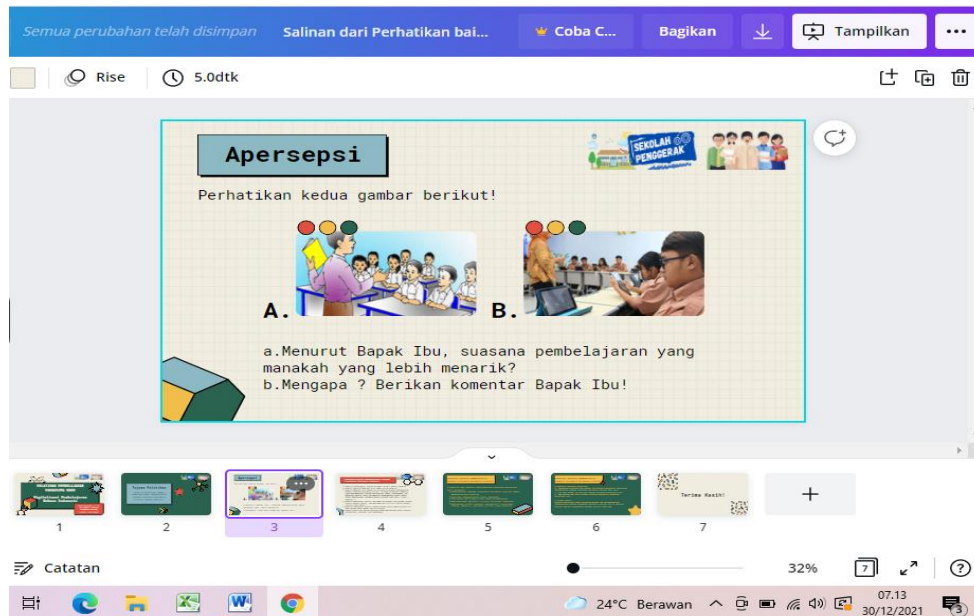 Semua perubahan telah disimpan Salinan dari Perhatikan bai... Coba C... Bagikan Tampilkan
Rise 5.0dtk
Apersepsi
SEKOLAH
PENGGERAK
Perhatikan kedua gambar berikut!
A. B.
a.Menurut Bapak Ibu, suasana pembelajaran yang
manakah yang lebih menarik?
b.Mengapa ? Berikan komentar Bapak Ibu!
Terima Kasih!
1 2 3 4 5 6 7
Catatan 32% 7
24°C Berawan 07.13
30/12/2021 3